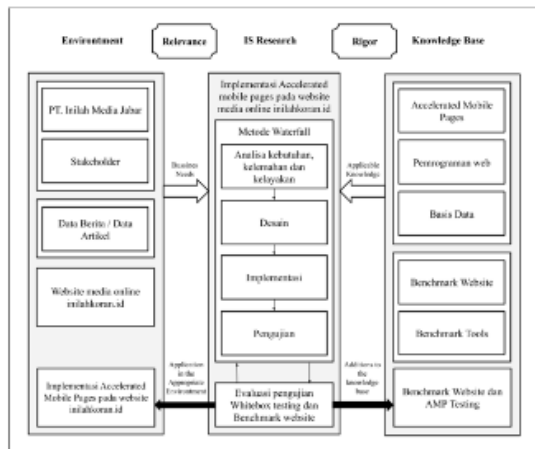 Environtment
Relevance
IS Research
Rigor
Knowledge Base
PT. Inilah Media Jabar
Stakeholder
Data Berita / Data
Artikel
Website media online
inilahkoran.id
Implementasi Accelerated
Mobile Pages pada website
inilahkoran.id
Bussines
Needs
Application
in the
Appropriate
Environment
Implementasi Accelerated
mobile pages pada website
media online inilahkoran.id
Metode Waterfall
Analisa kebutuhan,
kelemahan dan
kelayakan
Desain
Implementasi
Pengujian
Evaluasi pengujian
Whitebox testing dan
Benchmark website
Applicable
Knowledge
Additions to
the
knowledge
base
Accelerated Mobile
Pages
Pemrograman web
Basis Data
Benchmark Website
Benchmark Tools
Benchmark Website dan
AMP Testing